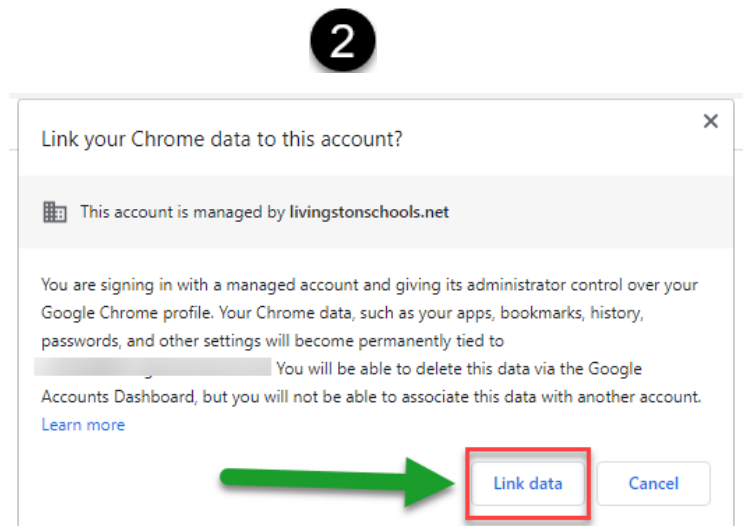 2
Link your Chrome data to this account?
This account is managed by livingstonschools.net
You are signing in with a managed account and giving its administrator control over your
Google Chrome profile. Your Chrome data, such as your apps, bookmarks, history,
passwords, and other settings will become permanently tied to
You will be able to delete this data via the Google
Accounts Dashboard, but you will not be able to associate this data with another account.
Learn more
Link data Cancel